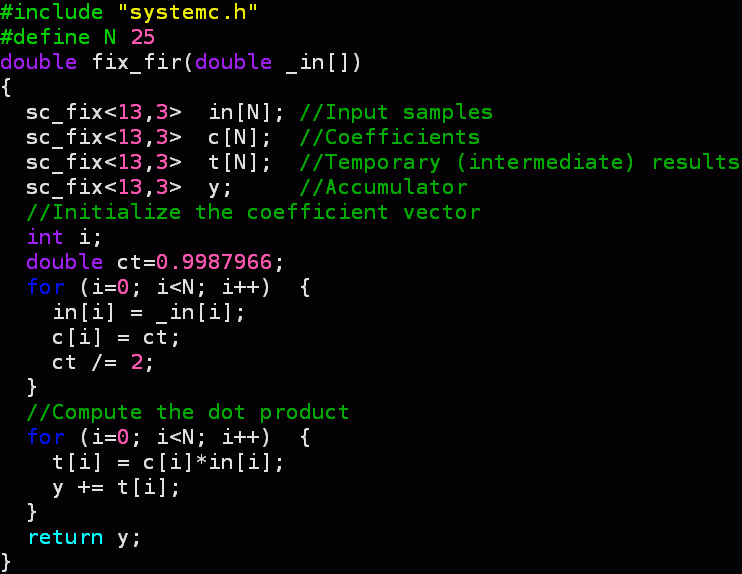 #include "systemc.h"
#define N 25
double fix_fir(double _in[])
{
  sc_fix<13,3>  in[N]; //Input samples
  sc_fix<13,3>  c[N];  //Coefficients
  sc_fix<13,3>  t[N];  //Temporary (intermediate) results
  sc_fix<13,3>  y;     //Accumulator
  //Initialize the coefficient vector
  int i;
  double ct=0.9987966;
  for (i=0; i<N; i++)  {
    in[i] = _in[i];
    c[i] = ct;
    ct /= 2;
  }
  //Compute the dot product
  for (i=0; i<N; i++)  {
    t[i] = c[i]*in[i];
    y += t[i];
  }
  return y;
}